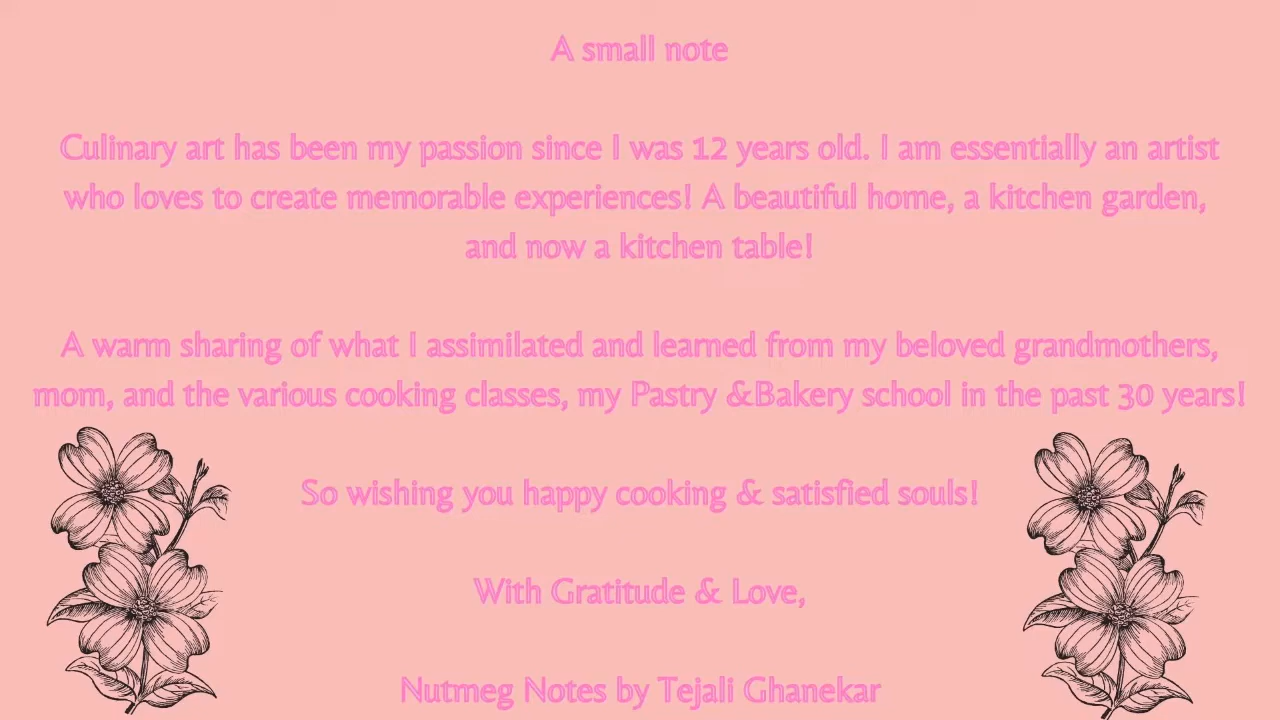 A small note
Culinary art has been my passion since I was 12 years old. I am essentially an artist
who loves to create memorable experiences! A beautiful home, a kitchen garden,
and now a kitchen table!
A warm sharing of what I assimilated and learned from my beloved grandmothers,
mom, and the various cooking classes, my Pastry &Bakery school in the past 30 years!
So wishing you happy cooking & satisfied souls!
With Gratitude & Love,
Nutmeg Notes by Tejali Ghanekar